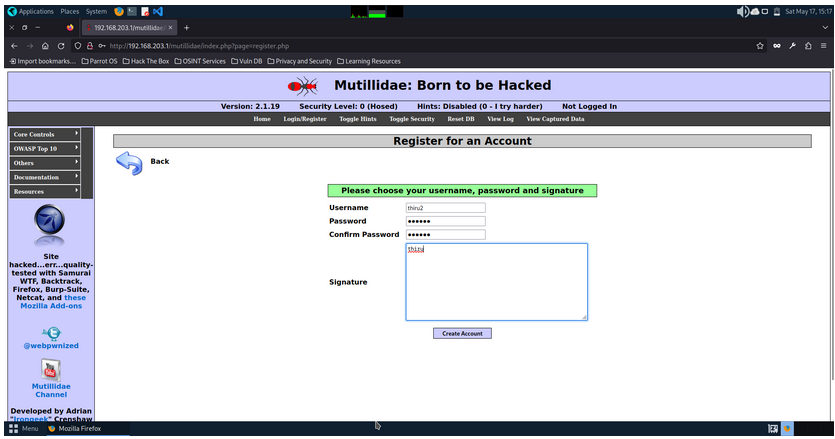 Applications Places System Sat May 17, 15:17
192.168.203.1/mutillidae/
http://192.168.203.1/mutillidae/index.php?page=register.php
Import bookmarks... Parrot OS Hack The Box OSINT Services Vuln DB Privacy and Security Learning Resources
Mutillidae: Born to be Hacked
Version: 2.1.19 Security Level: 0 (Hosed) Hints: Disabled (0 - I try harder) Not Logged In
Home Login/Register Toggle Hints Toggle Security Reset DB View Log View Captured Data
Core Controls
OWASP Top 10
Others
Documentation
Resources
Site
hacked...err...quality-
tested with Samurai
WTF, Backtrack,
Firefox, Burp-Suite,
Netcat, and these
Mozilla Add-ons
@webpwnized
Mutillidae
Channel
Developed by Adrian
"Irongeek" Crenshaw
Register for an Account
Back
Please choose your username, password and signature
Username thiru2
Password ••••••
Confirm Password ••••••
Signature thiru
Create Account
Menu Mozilla Firefox